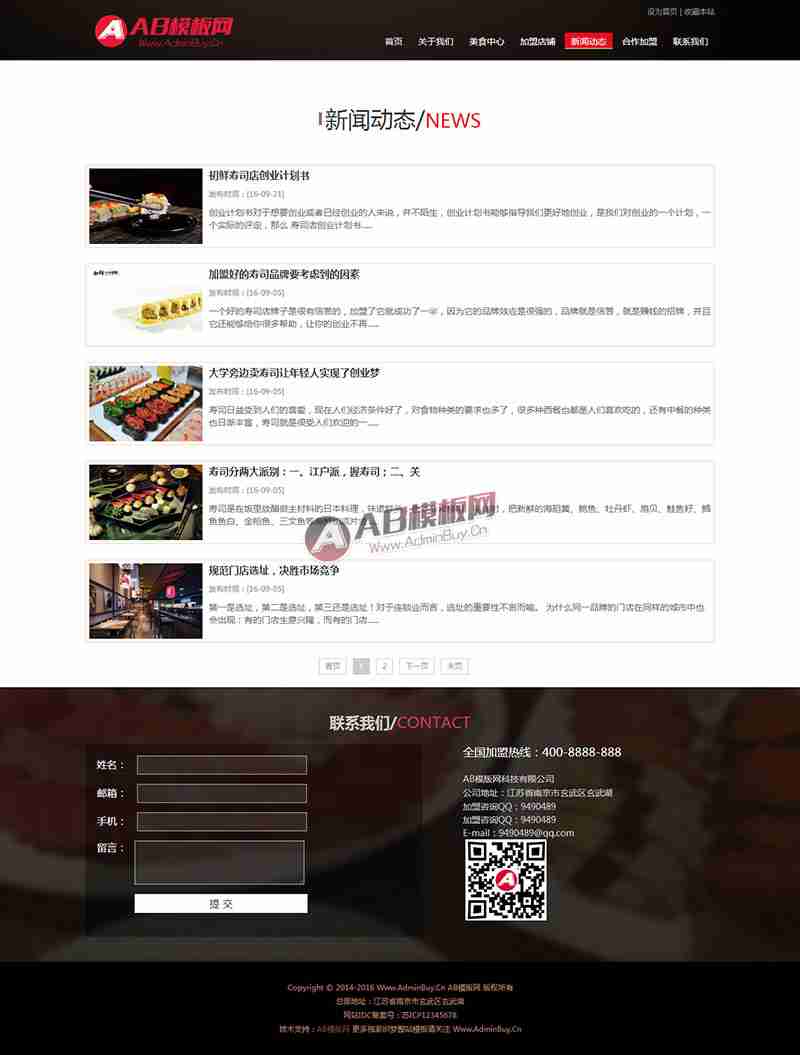 设为首页 | 收藏本站
AB模板网
Www.AdminBuy.Cn
首页 关于我们 美食中心 加盟店铺 新闻动态 合作加盟 联系我们
新闻动态/NEWS
初鲜寿司店创业计划书
发布时间：[16-09-21]
创业计划书对于想要创业或者已经创业的人来说，并不陌生，创业计划书能够指导我们更好地创业，是我们对创业的一个计划，一
个实际的评定，那么 寿司店创业计划书......
加盟好的寿司品牌要考虑到的因素
发布时间：[16-09-05]
一个好的寿司店牌子是很有信誉的，加盟了它就成功了一半，因为它的品牌效应是很强的，品牌就是信誉，就是赚钱的招牌，并且
它还能够给你很多帮助，让你的创业不再......
大学旁边卖寿司让年轻人实现了创业梦
发布时间：[16-09-05]
寿司日益受到人们的喜爱，现在人们经济条件好了，对食物种类的要求也多了，很多种西餐也都是人们喜欢吃的，还有中餐的种类
也日渐丰富，寿司就是很受人们欢迎的一......
寿司分两大派别：一、江户派，握寿司；二、关
发布时间：[16-09-05]
寿司是在饭里放醋做主材料的日本料理，味道鲜美，把新鲜的海胆黄、鲍鱼、牡丹虾、扇贝、鲑鱼籽、鳕
鱼鱼白、金枪鱼、三文鱼
AB模板网
Www.AdminBuy.Cn
规范门店选址，决胜市场竞争
发布时间：[16-09-05]
第一是选址，第二是选址，第三还是选址！对于连锁业而言，选址的重要性不言而喻。 为什么同一品牌的门店在同样的城市中也
会出现：有的门店生意兴隆，而有的门店......
首页 1 2 下一页 末页
联系我们/CONTACT
姓名：
邮箱：
手机：
留言：
提 交
全国加盟热线：400-8888-888
AB模版网科技有限公司
公司地址：江苏省南京市玄武区玄武湖
加盟咨询QQ：9490489
加盟咨询QQ：9490489
E-mail：9490489@qq.com
Copyright © 2014-2016 Www.AdminBuy.Cn AB模板网 版权所有
总部地址：江苏省南京市玄武区玄武湖
网站IDC备案号：苏ICP12345678
技术支持：AB模板网 更多独家织梦整站模板请关注 Www.AdminBuy.Cn